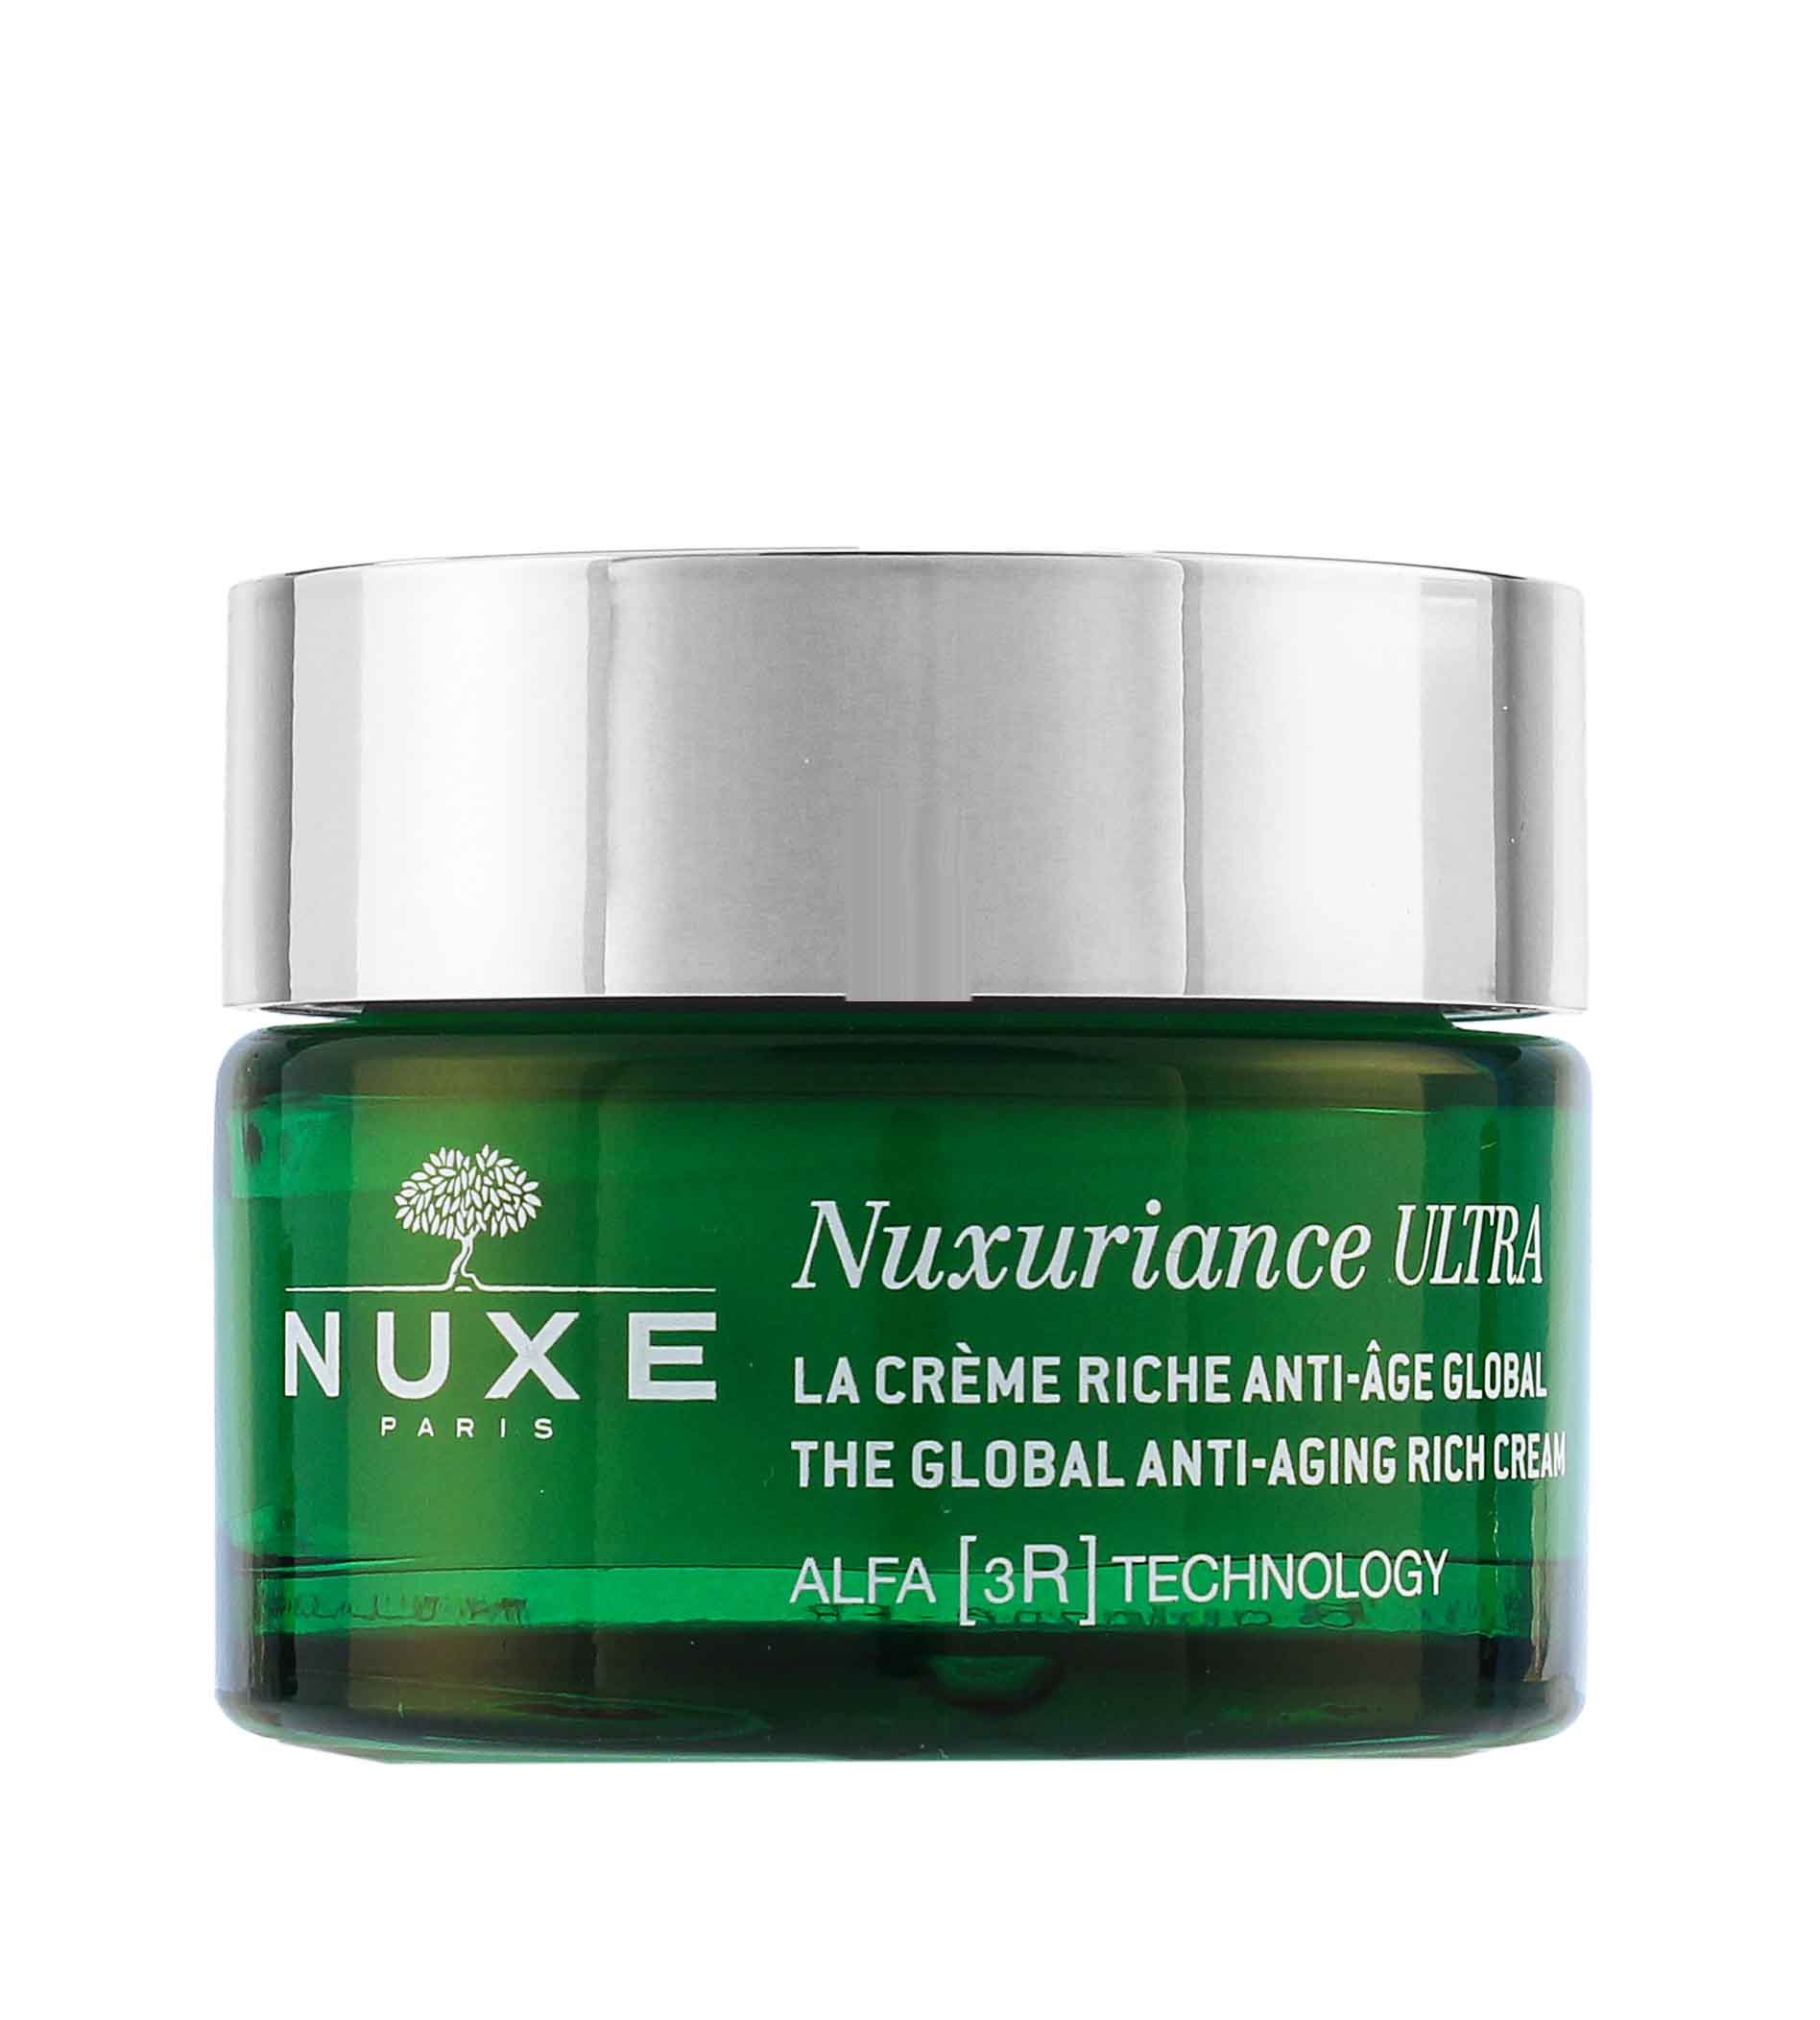 NUXE
PARIS
Nuxuriance ULTRA
LA CRÈME RICHE ANTI-ÂGE GLOBAL
THE GLOBAL ANTI-AGING RICH CREAM
ALFA [3R] TECHNOLOGY